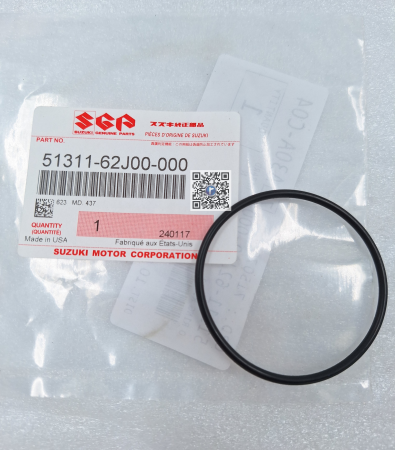 SGP
SUZUKI GENUINE PARTS
スズキ純正部品
PIÈCES D'ORIGINE DE SUZUKI
PART NO.
51311-62J00-000
623 MD. 437
QUANTITY
(QUANTITÉ)
1
240117
Made in USA
Fabriqué aux États-Unis
SUZUKI MOTOR CORPORATION